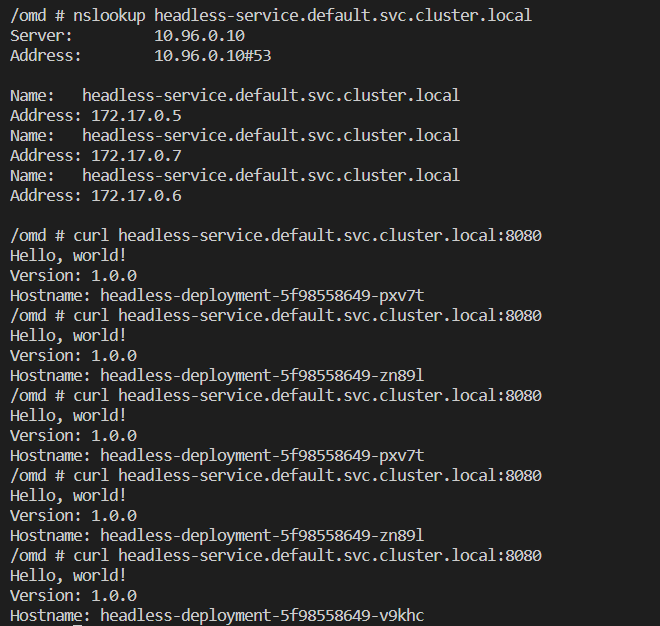 /omd # nslookup headless-service.default.svc.cluster.local
Server:         10.96.0.10
Address:        10.96.0.10#53

Name:   headless-service.default.svc.cluster.local
Address: 172.17.0.5
Name:   headless-service.default.svc.cluster.local
Address: 172.17.0.7
Name:   headless-service.default.svc.cluster.local
Address: 172.17.0.6

/omd # curl headless-service.default.svc.cluster.local:8080
Hello, world!
Version: 1.0.0
Hostname: headless-deployment-5f98558649-pxv7t
/omd # curl headless-service.default.svc.cluster.local:8080
Hello, world!
Version: 1.0.0
Hostname: headless-deployment-5f98558649-zn89l
/omd # curl headless-service.default.svc.cluster.local:8080
Hello, world!
Version: 1.0.0
Hostname: headless-deployment-5f98558649-pxv7t
/omd # curl headless-service.default.svc.cluster.local:8080
Hello, world!
Version: 1.0.0
Hostname: headless-deployment-5f98558649-zn89l
/omd # curl headless-service.default.svc.cluster.local:8080
Hello, world!
Version: 1.0.0
Hostname: headless-deployment-5f98558649-v9khc